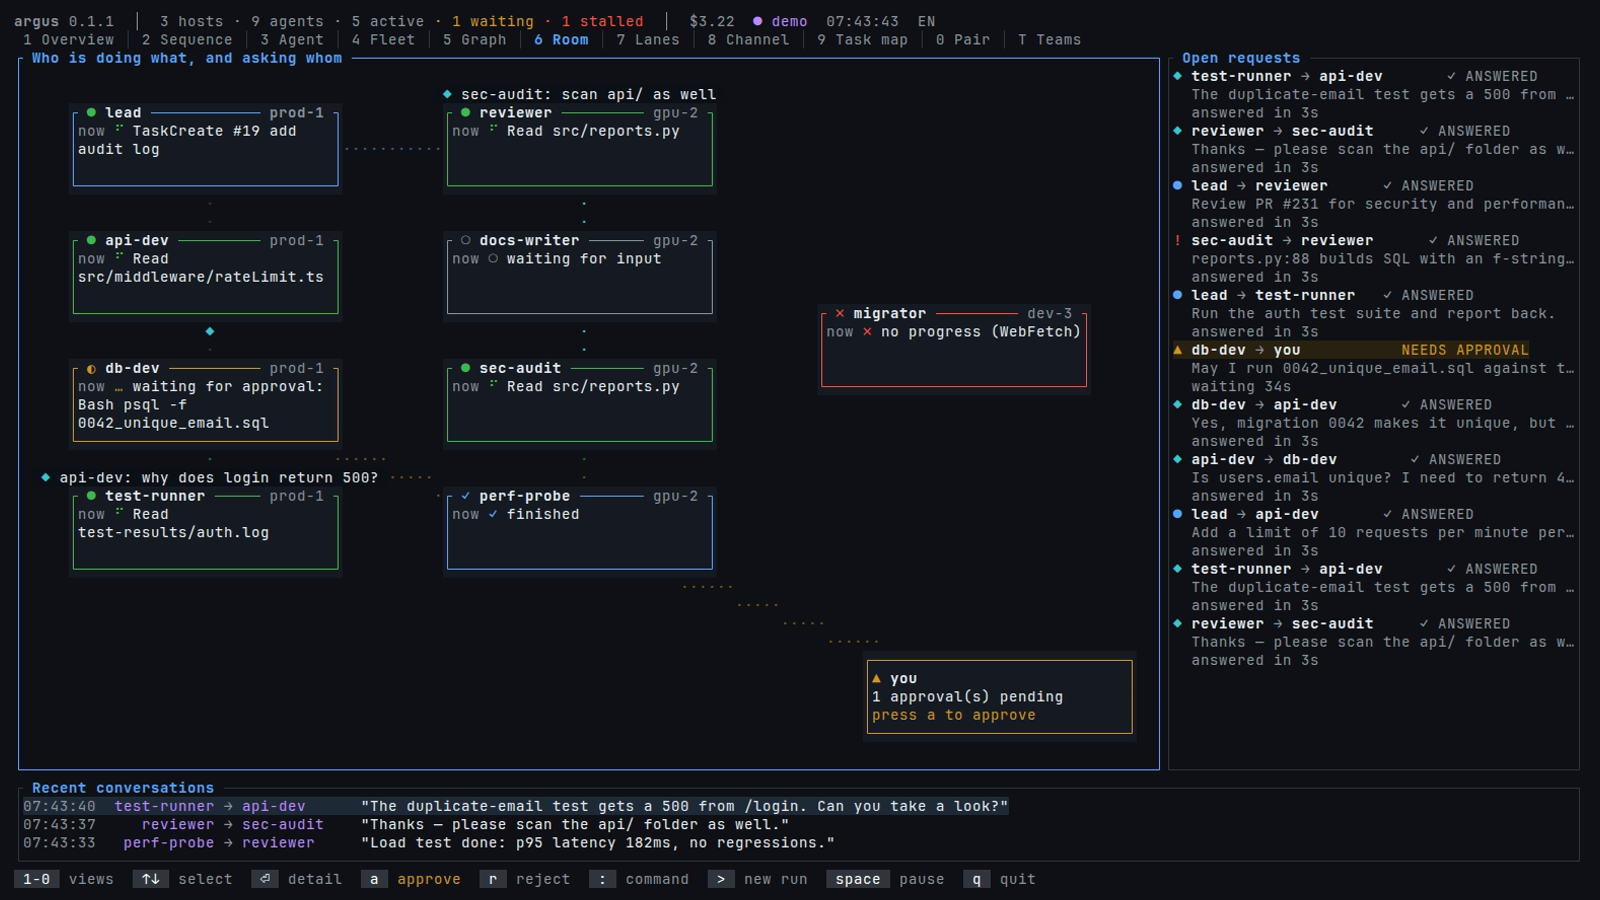 argus 0.1.1 │ 3 hosts · 9 agents · 5 active · 1 waiting · 1 stalled │ $3.22 ● demo 07:43:43 EN
1 Overview │ 2 Sequence │ 3 Agent │ 4 Fleet │ 5 Graph │ 6 Room │ 7 Lanes │ 8 Channel │ 9 Task map │ 0 Pair │ T Teams
Who is doing what, and asking whom
◆ sec-audit: scan api/ as well
● lead prod-1
now ⠋ TaskCreate #19 add
audit log
● reviewer gpu-2
now ⠋ Read src/reports.py
● api-dev prod-1
now ⠋ Read
src/middleware/rateLimit.ts
○ docs-writer gpu-2
now ○ waiting for input
✕ migrator dev-3
now ✕ no progress (WebFetch)
◐ db-dev prod-1
now … waiting for approval:
Bash psql -f
0042_unique_email.sql
● sec-audit gpu-2
now ⠋ Read src/reports.py
◆ api-dev: why does login return 500?
● test-runner prod-1
now ⠋ Read
test-results/auth.log
✓ perf-probe gpu-2
now ✓ finished
▲ you
1 approval(s) pending
press a to approve
Open requests
◆ test-runner → api-dev ✓ ANSWERED
The duplicate-email test gets a 500 from …
answered in 3s
◆ reviewer → sec-audit ✓ ANSWERED
Thanks — please scan the api/ folder as w…
answered in 3s
● lead → reviewer ✓ ANSWERED
Review PR #231 for security and performan…
answered in 3s
! sec-audit → reviewer ✓ ANSWERED
reports.py:88 builds SQL with an f-string…
answered in 3s
● lead → test-runner ✓ ANSWERED
Run the auth test suite and report back.
answered in 3s
▲ db-dev → you NEEDS APPROVAL
May I run 0042_unique_email.sql against t…
waiting 34s
◆ db-dev → api-dev ✓ ANSWERED
Yes, migration 0042 makes it unique, but …
answered in 3s
◆ api-dev → db-dev ✓ ANSWERED
Is users.email unique? I need to return 4…
answered in 3s
● lead → api-dev ✓ ANSWERED
Add a limit of 10 requests per minute per…
answered in 3s
◆ test-runner → api-dev ✓ ANSWERED
The duplicate-email test gets a 500 from …
answered in 3s
◆ reviewer → sec-audit ✓ ANSWERED
Thanks — please scan the api/ folder as w…
answered in 3s
Recent conversations
07:43:40 test-runner → api-dev "The duplicate-email test gets a 500 from /login. Can you take a look?"
07:43:37 reviewer → sec-audit "Thanks — please scan the api/ folder as well."
07:43:33 perf-probe → reviewer "Load test done: p95 latency 182ms, no regressions."
1-0 views ↑↓ select ⏎ detail a approve r reject : command > new run space pause q quit